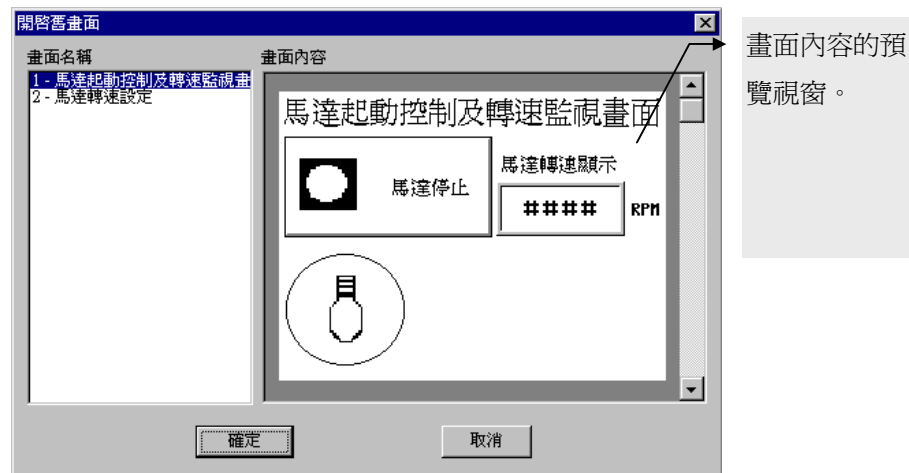 開啓舊畫面
畫面名稱
畫面內容
1 - 馬達起動控制及轉速監視畫
2 - 馬達轉速設定
馬達起動控制及轉速監視畫面
馬達停止
馬達轉速顯示
####
RPM
確定
取消
畫面內容的預
覽視窗。